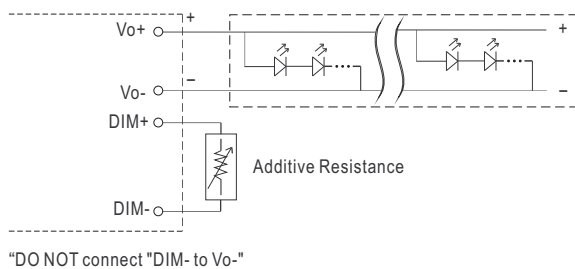 Vo+
+
+
Vo-
–
–
DIM+
Additive Resistance
DIM-
“DO NOT connect "DIM- to Vo-"